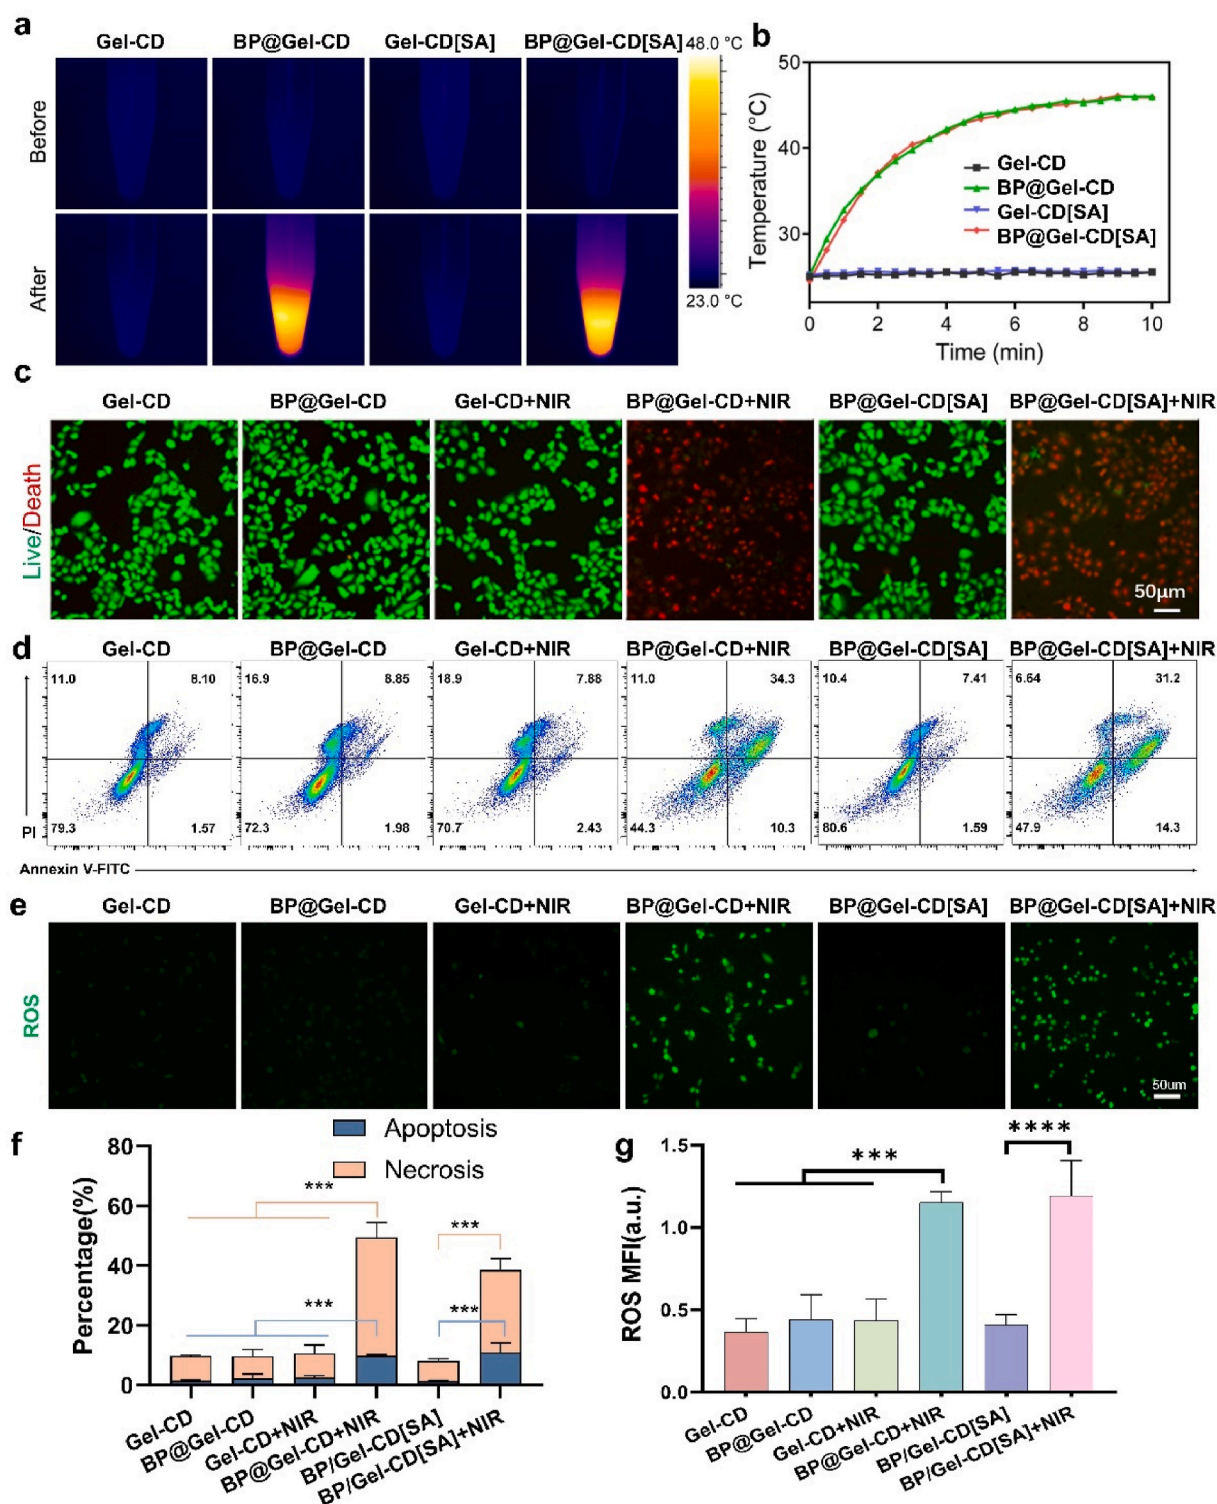 a
Gel-CD BP@Gel-CD Gel-CD[SA] BP@Gel-CD[SA]
48.0 °C
Before
After
23.0 °C
b
Temperature (°C)
50
40
30
Gel-CD
BP@Gel-CD
Gel-CD[SA]
BP@Gel-CD[SA]
0 2 4 6 8 10
Time (min)
c
Gel-CD BP@Gel-CD Gel-CD+NIR BP@Gel-CD+NIR BP@Gel-CD[SA] BP@Gel-CD[SA]+NIR
Live/Death
50μm
d
Gel-CD BP@Gel-CD Gel-CD+NIR BP@Gel-CD+NIR BP@Gel-CD[SA] BP@Gel-CD[SA]+NIR
11.0 8.10 16.9 8.85 18.9 7.88 11.0 34.3 10.4 7.41 6.64 31.2
PI
79.3 1.57 72.3 1.98 70.7 2.43 44.3 10.3 80.6 1.59 47.9 14.3
Annexin V-FITC
e
Gel-CD BP@Gel-CD Gel-CD+NIR BP@Gel-CD+NIR BP@Gel-CD[SA] BP@Gel-CD[SA]+NIR
ROS
50um
f
Apoptosis
Necrosis
Percentage(%)
80
60
40
20
0
***
***
***
***
Gel-CD
BP@Gel-CD
Gel-CD+NIR
BP@Gel-CD+NIR
BP/Gel-CD[SA]
BP/Gel-CD[SA]+NIR
g
ROS MFI(a.u.)
1.5
1.0
0.5
0.0
***
****
Gel-CD
BP@Gel-CD
Gel-CD+NIR
BP@Gel-CD+NIR
BP/Gel-CD[SA]
BP/Gel-CD[SA]+NIR